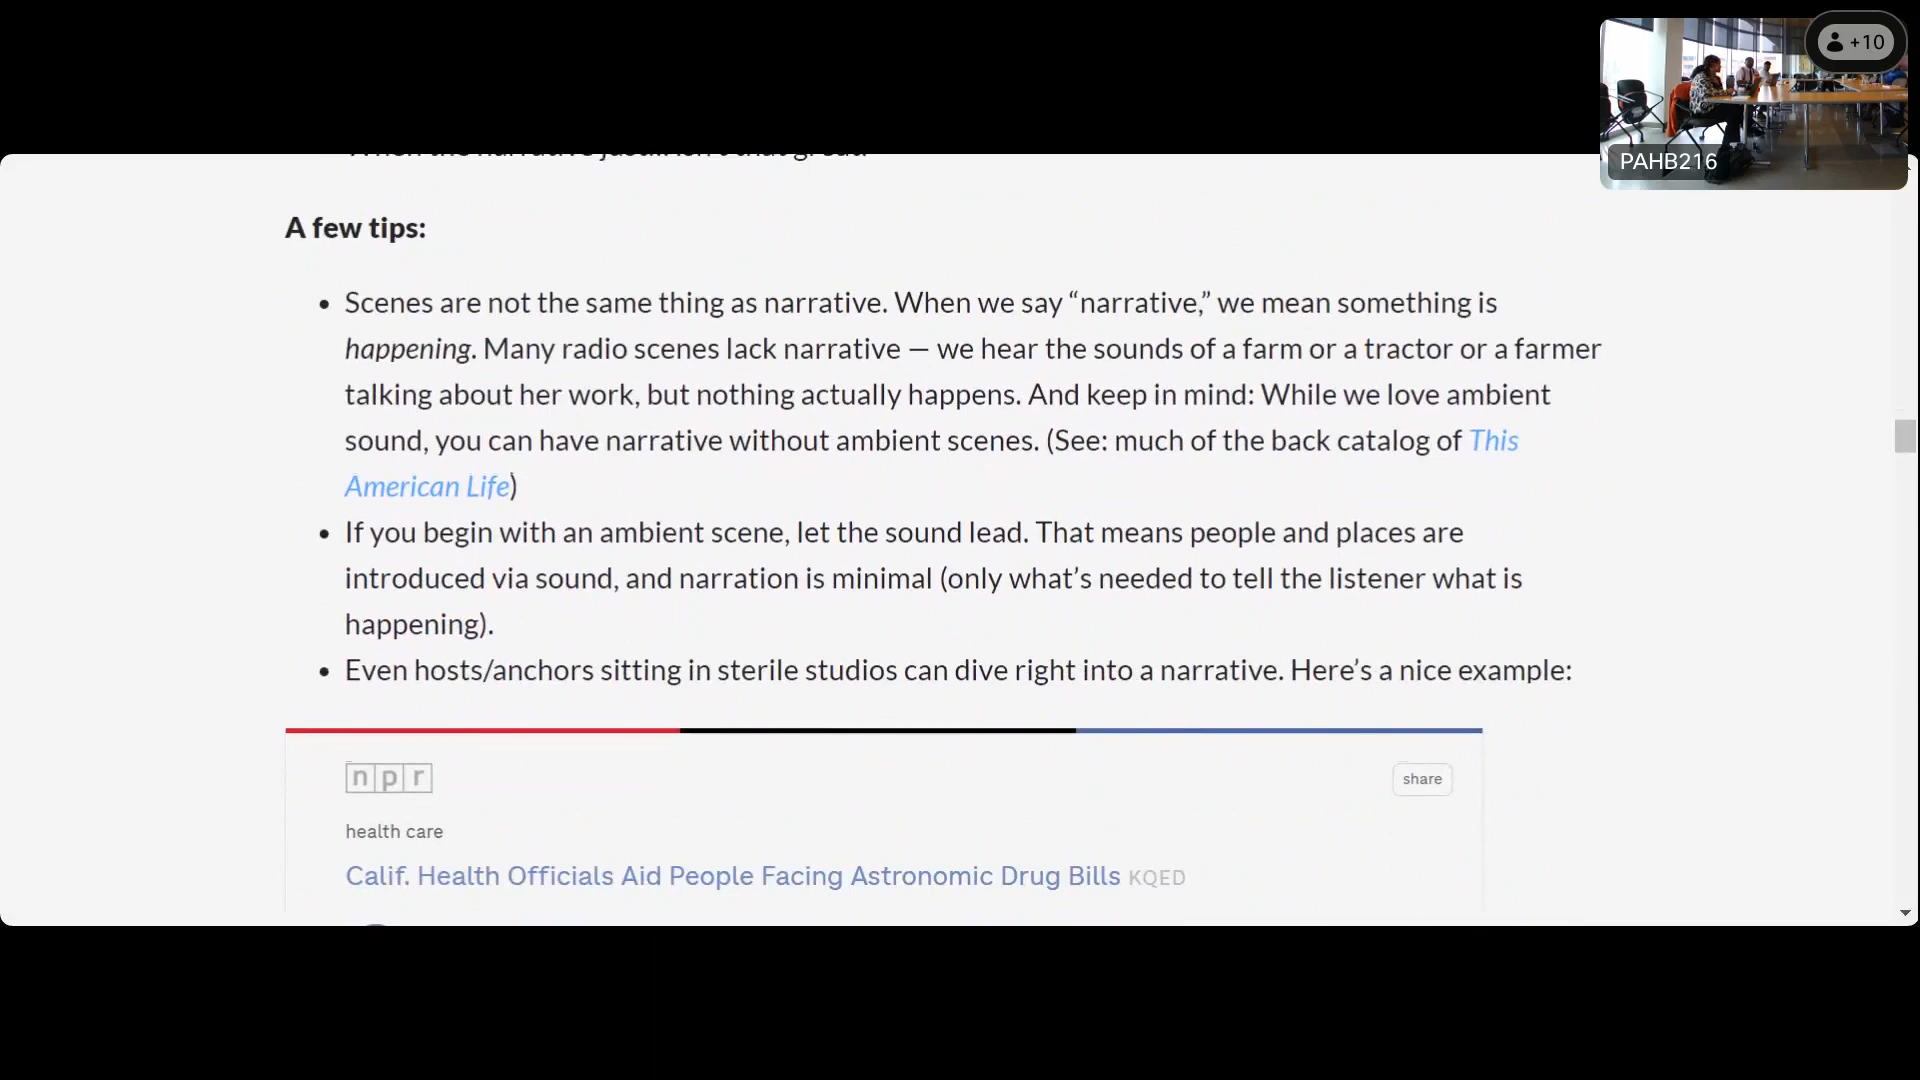 +10
PAHB216
A few tips:
• Scenes are not the same thing as narrative. When we say “narrative,” we mean something is
happening. Many radio scenes lack narrative — we hear the sounds of a farm or a tractor or a farmer
talking about her work, but nothing actually happens. And keep in mind: While we love ambient
sound, you can have narrative without ambient scenes. (See: much of the back catalog of This
American Life)
• If you begin with an ambient scene, let the sound lead. That means people and places are
introduced via sound, and narration is minimal (only what’s needed to tell the listener what is
happening).
• Even hosts/anchors sitting in sterile studios can dive right into a narrative. Here’s a nice example:
npr
share
health care
Calif. Health Officials Aid People Facing Astronomic Drug Bills KQED